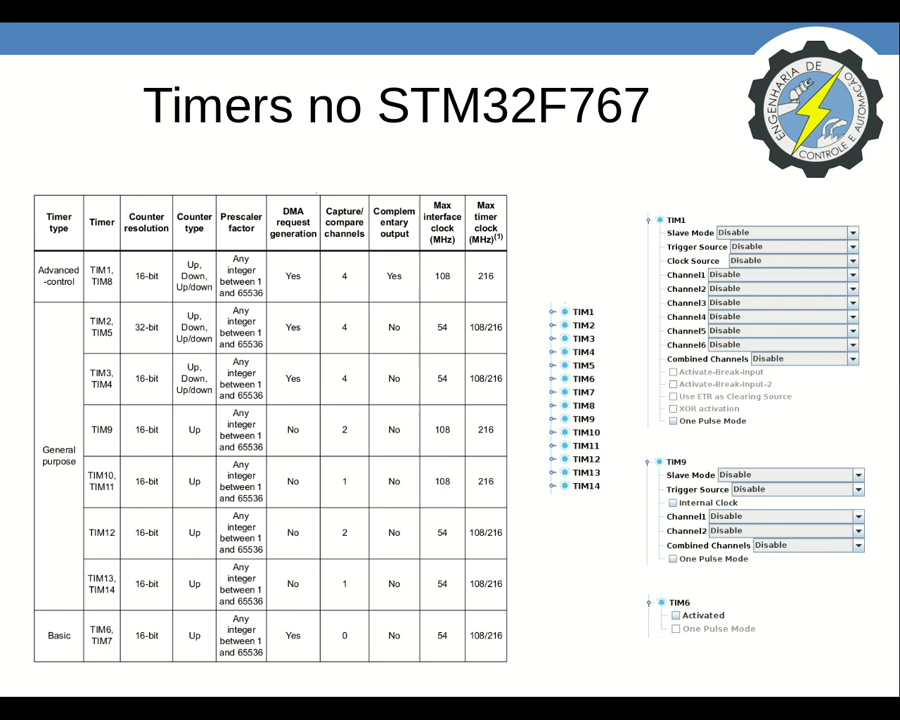 Timers no STM32F767
ENGENHARIA DE
CONTROLE E AUTOMAÇÃO
Timer type | Timer | Counter resolution | Counter type | Prescaler factor | DMA request generation | Capture/ compare channels | Complem entary output | Max interface clock (MHz) | Max timer clock (MHz)(1)
Advanced -control | TIM1, TIM8 | 16-bit | Up, Down, Up/down | Any integer between 1 and 65536 | Yes | 4 | Yes | 108 | 216
General purpose | TIM2, TIM5 | 32-bit | Up, Down, Up/down | Any integer between 1 and 65536 | Yes | 4 | No | 54 | 108/216
TIM3, TIM4 | 16-bit | Up, Down, Up/down | Any integer between 1 and 65536 | Yes | 4 | No | 54 | 108/216
TIM9 | 16-bit | Up | Any integer between 1 and 65536 | No | 2 | No | 108 | 216
TIM10, TIM11 | 16-bit | Up | Any integer between 1 and 65536 | No | 1 | No | 108 | 216
TIM12 | 16-bit | Up | Any integer between 1 and 65536 | No | 2 | No | 54 | 108/216
TIM13, TIM14 | 16-bit | Up | Any integer between 1 and 65536 | No | 1 | No | 54 | 108/216
Basic | TIM6, TIM7 | 16-bit | Up | Any integer between 1 and 65536 | Yes | 0 | No | 54 | 108/216
TIM1
TIM2
TIM3
TIM4
TIM5
TIM6
TIM7
TIM8
TIM9
TIM10
TIM11
TIM12
TIM13
TIM14
TIM1
Slave Mode Disable
Trigger Source Disable
Clock Source Disable
Channel1 Disable
Channel2 Disable
Channel3 Disable
Channel4 Disable
Channel5 Disable
Channel6 Disable
Combined Channels Disable
Activate-Break-Input
Activate-Break-Input-2
Use ETR as Clearing Source
XOR activation
One Pulse Mode
TIM9
Slave Mode Disable
Trigger Source Disable
Internal Clock
Channel1 Disable
Channel2 Disable
Combined Channels Disable
One Pulse Mode
TIM6
Activated
One Pulse Mode